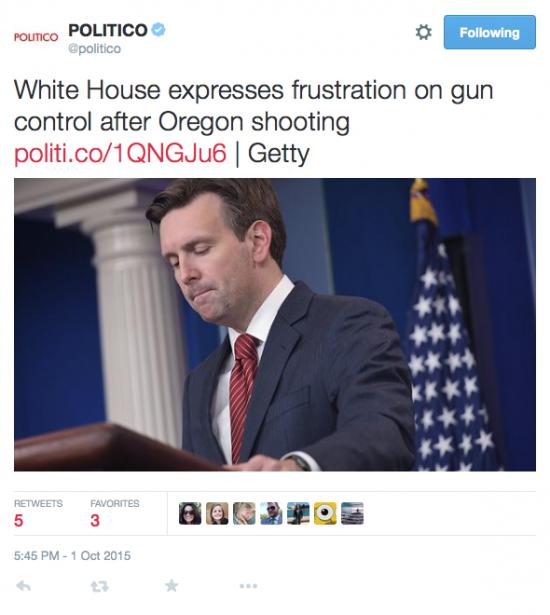 POLITICO
POLITICO
@politico
Following
White House expresses frustration on gun
control after Oregon shooting
politi.co/1QNGJu6 | Getty
RETWEETS
FAVORITES
5
3
5:45 PM - 1 Oct 2015